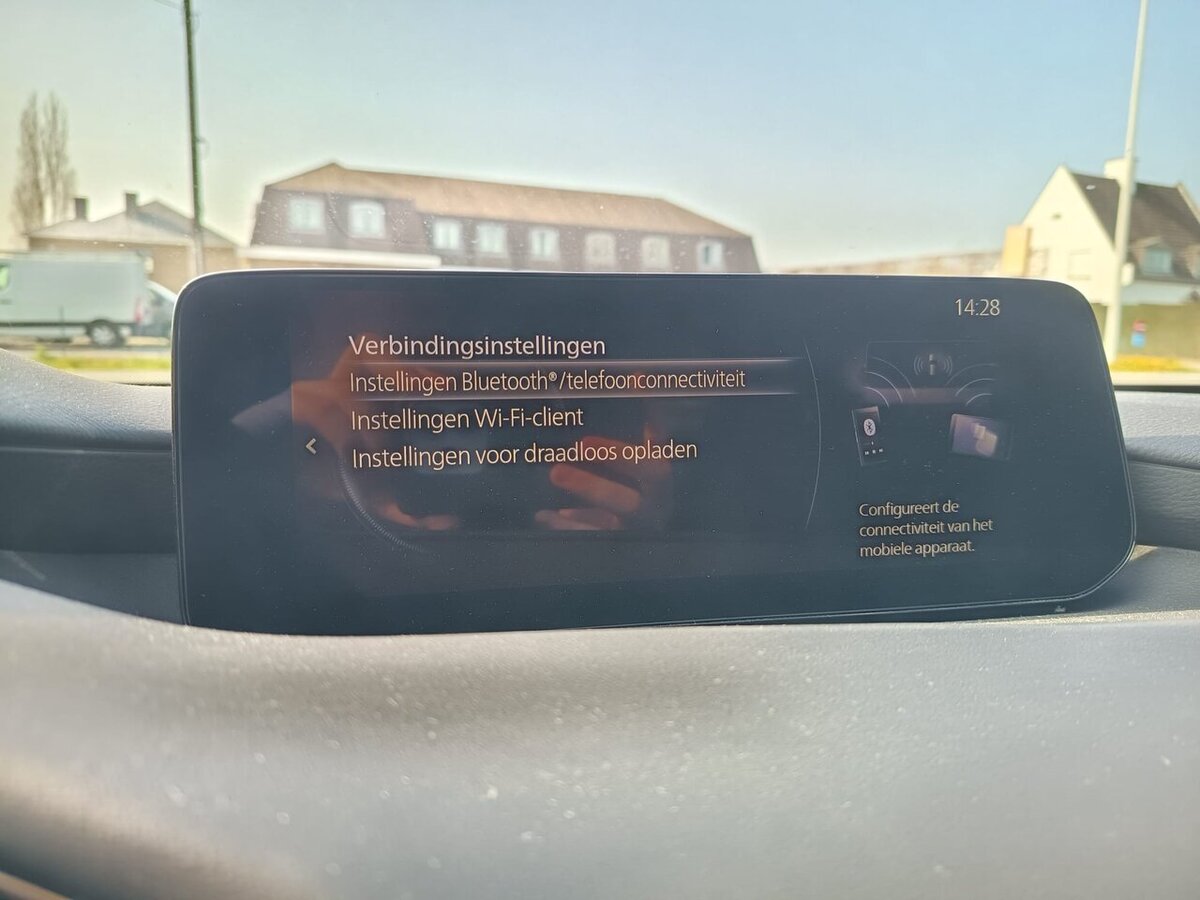 14:28
Verbindingsinstellingen
Instellingen Bluetooth®/telefoonconnectiviteit
Instellingen Wi-Fi-client
Instellingen voor draadloos opladen
Configureert de
connectiviteit van het
mobiele apparaat.